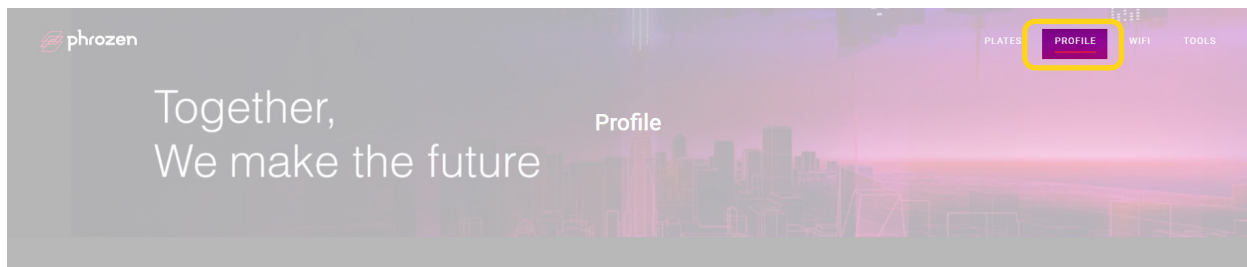 phrozen
PLATES PROFILE WIFI TOOLS
Together,
We make the future
Profile